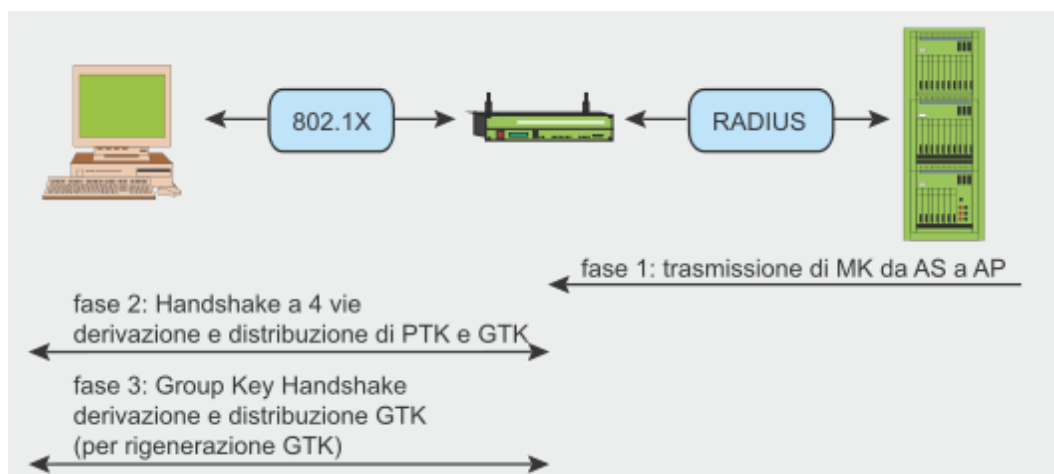 802.1X
RADIUS
fase 1: trasmissione di MK da AS a AP
fase 2: Handshake a 4 vie
derivazione e distribuzione di PTK e GTK
fase 3: Group Key Handshake
derivazione e distribuzione GTK
(per rigenerazione GTK)